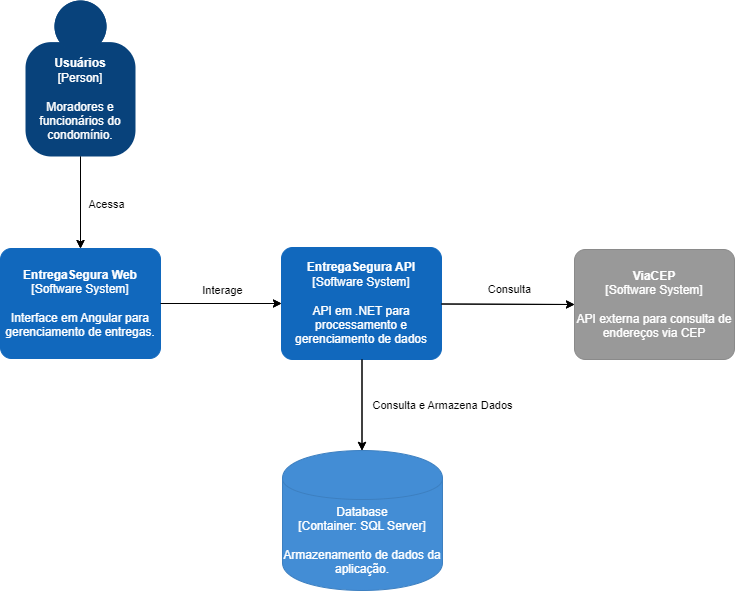 Usuários
[Person]
Moradores e
funcionários do
condomínio.
Acessa
EntregaSegura Web
[Software System]
Interface em Angular para
gerenciamento de entregas.
Interage
EntregaSegura API
[Software System]
API em .NET para
processamento e
gerenciamento de dados
Consulta
ViaCEP
[Software System]
API externa para consulta de
endereços via CEP
Consulta e Armazena Dados
Database
[Container: SQL Server]
Armazenamento de dados da
aplicação.